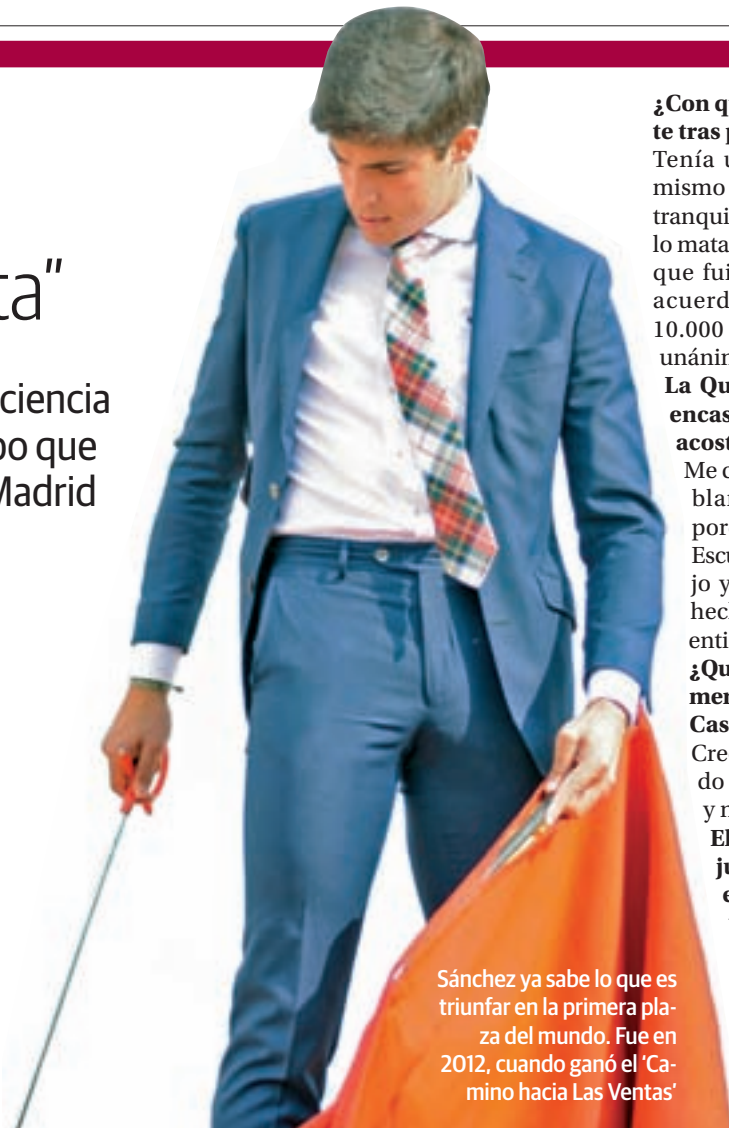 ta”
ciencia
po que
Madrid
¿Con qu
te tras p
Tenía u
mismo
tranqui
lo mata
que fui
acuerd
10.000
unánim
La Qu
encas
acost
Me c
blan
por
Escu
jo y
hech
enti
¿Qu
men
Cas
Cre
do
y m
El
ju
e
Sánchez ya sabe lo que es
triunfar en la primera pla-
za del mundo. Fue en
2012, cuando ganó el ‘Ca-
mino hacia Las Ventas’